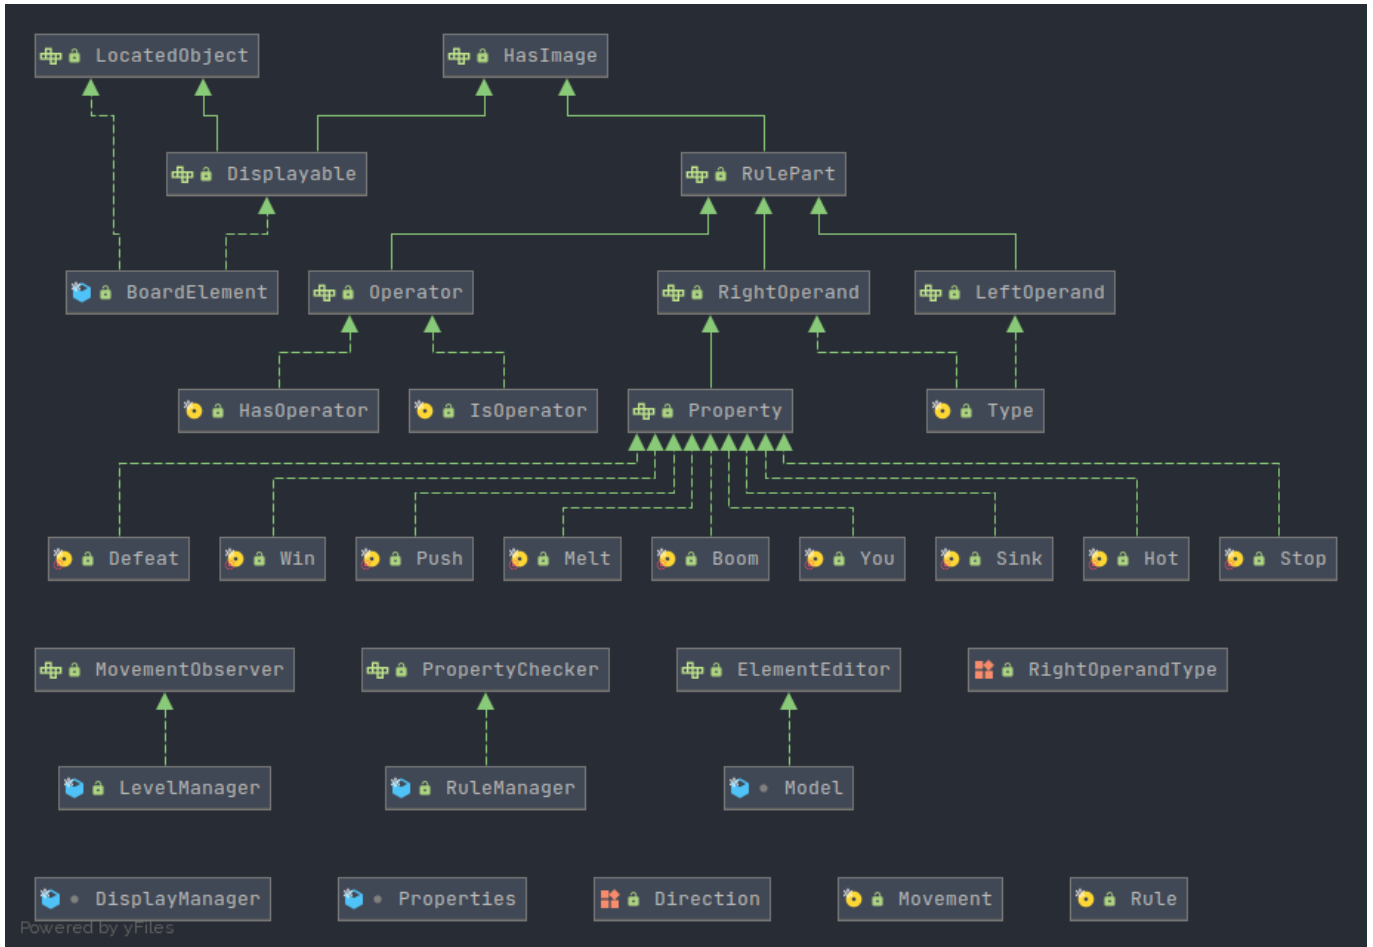 LocatedObject
HasImage
Displayable
RulePart
BoardElement
Operator
RightOperand
LeftOperand
HasOperator
IsOperator
Property
Type
Defeat
Win
Push
Melt
Boom
You
Sink
Hot
Stop
MovementObserver
PropertyChecker
ElementEditor
RightOperandType
LevelManager
RuleManager
Model
DisplayManager
Properties
Direction
Movement
Rule
Powered by yFiles